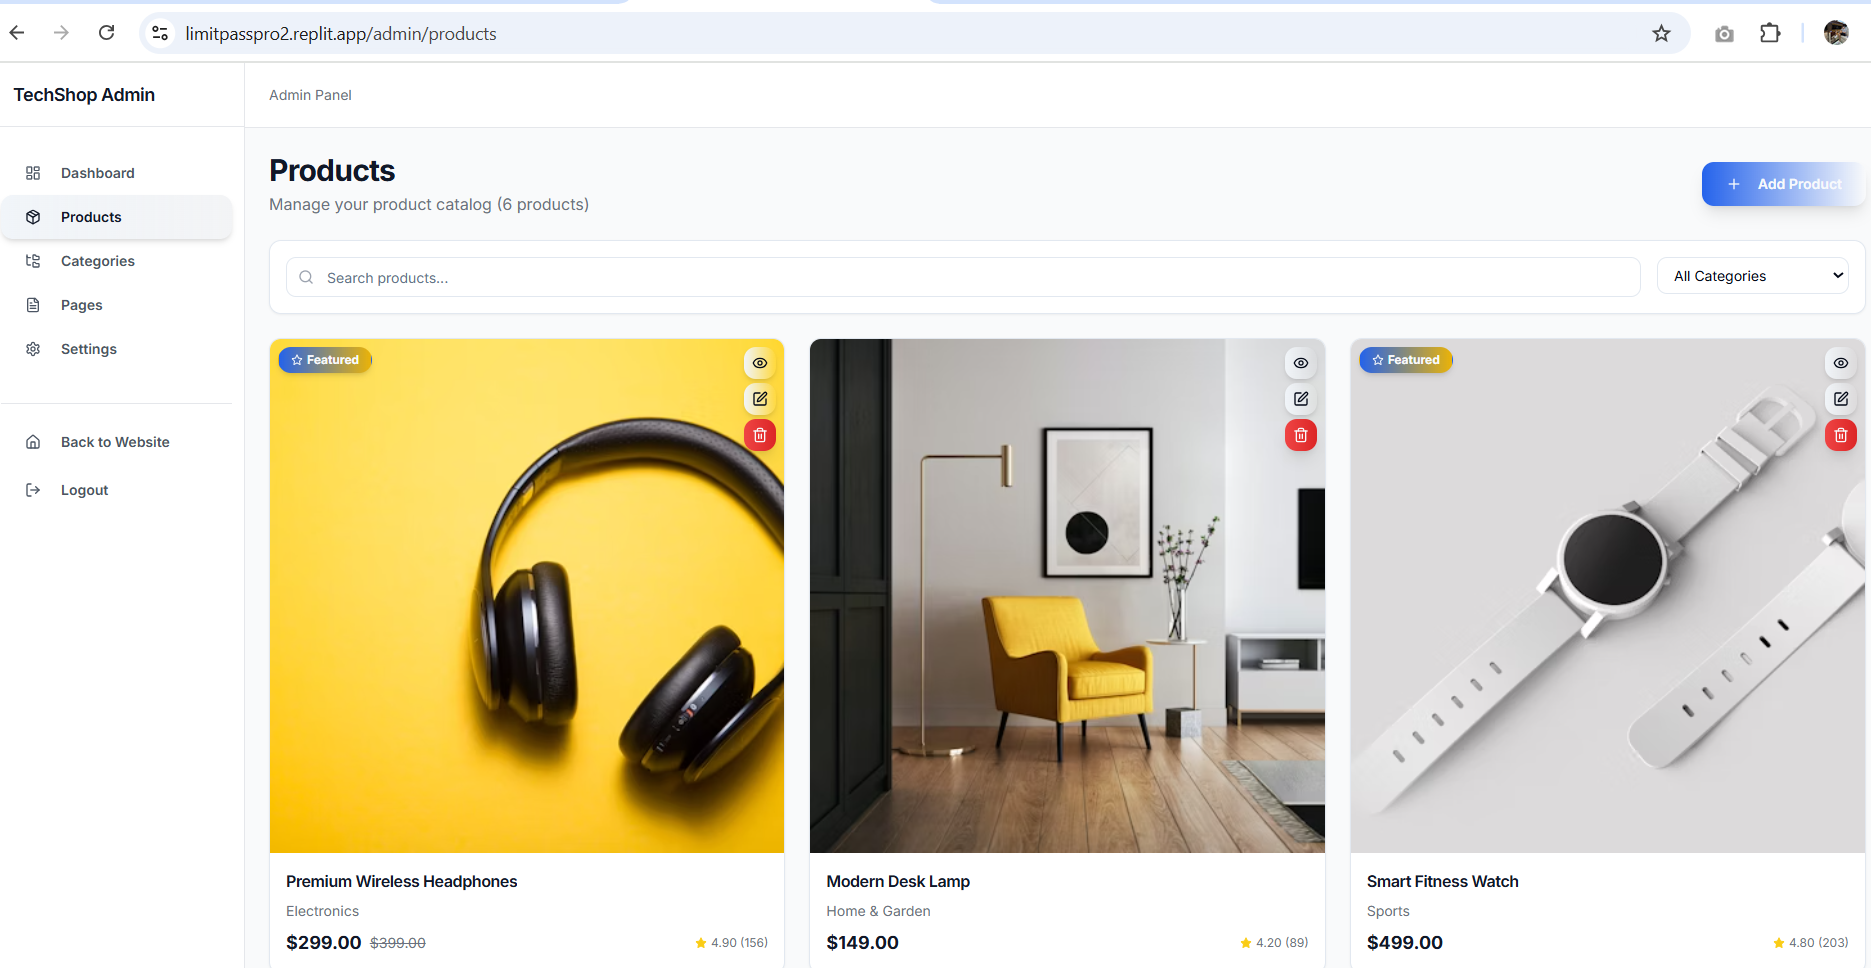 limitpasspro2.replit.app/admin/products
TechShop Admin
Admin Panel
Dashboard
Products
Categories
Pages
Settings
Back to Website
Logout
Products
Manage your product catalog (6 products)
Add Product
Search products...
All Categories
Featured
Featured
Premium Wireless Headphones
Electronics
$299.00 $399.00 4.90 (156)
Modern Desk Lamp
Home & Garden
$149.00 4.20 (89)
Smart Fitness Watch
Sports
$499.00 4.80 (203)